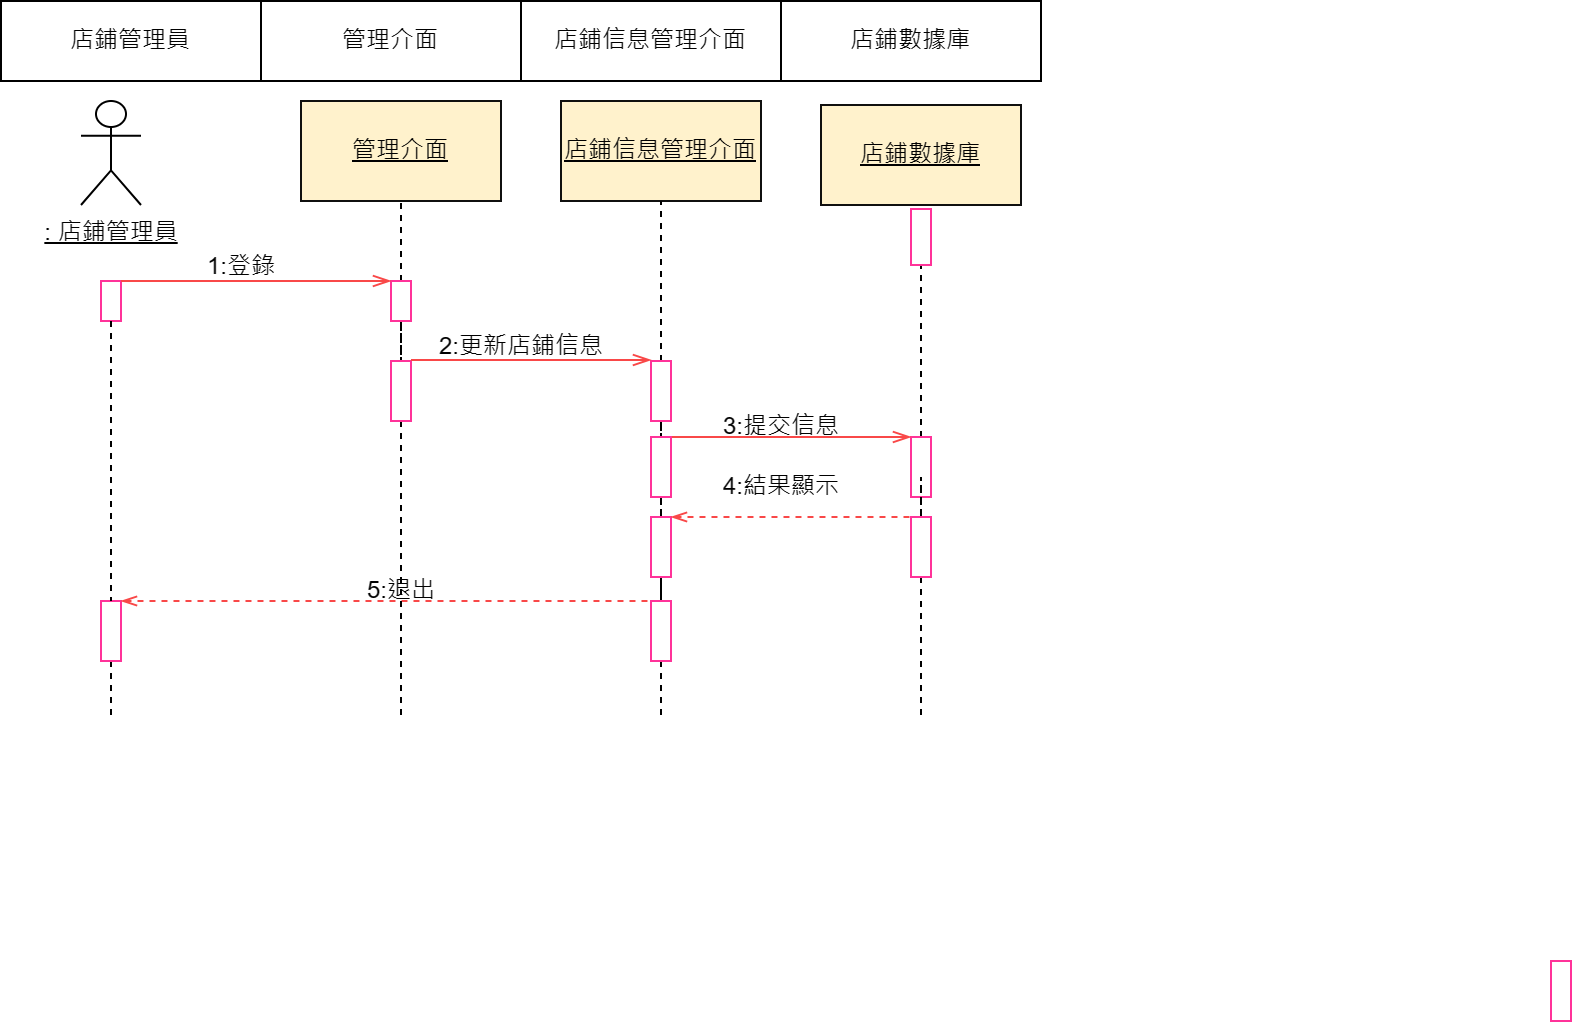 店鋪管理員
管理介面
店鋪信息管理介面
店鋪數據庫
管理介面
店鋪信息管理介面
店鋪數據庫
: 店鋪管理員
1:登錄
2:更新店鋪信息
3:提交信息
4:結果顯示
5:退出